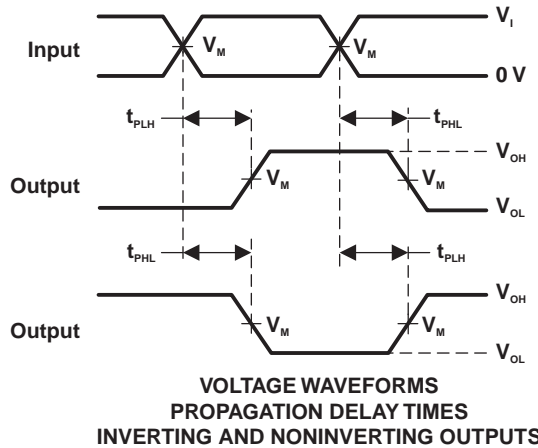 V_I
Input
V_M
V_M
0 V
t_PLH
t_PHL
V_OH
Output
V_M
V_M
V_OL
t_PHL
t_PLH
V_OH
Output
V_M
V_M
V_OL
VOLTAGE WAVEFORMS
PROPAGATION DELAY TIMES
INVERTING AND NONINVERTING OUTPUTS